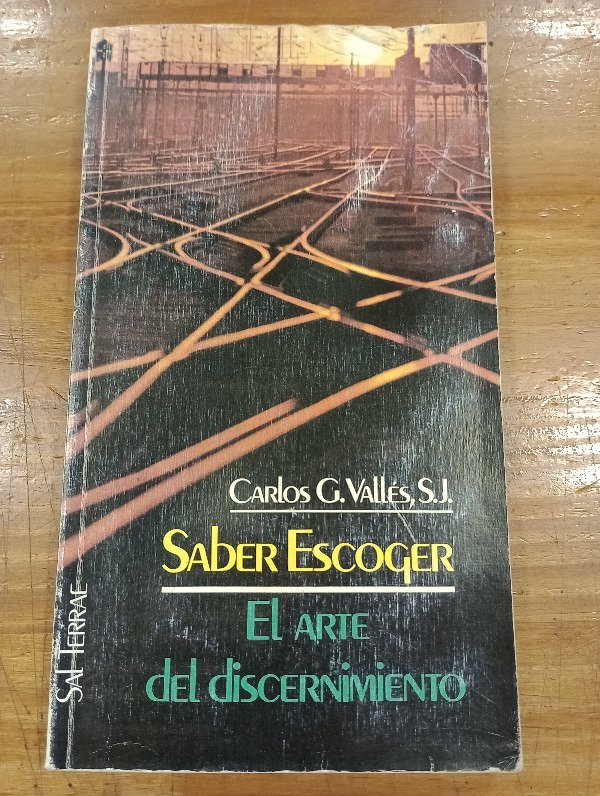 Carlos G. Vallés, S.J.
Saber Escoger
El arte
del discernimiento
Sal Terrae